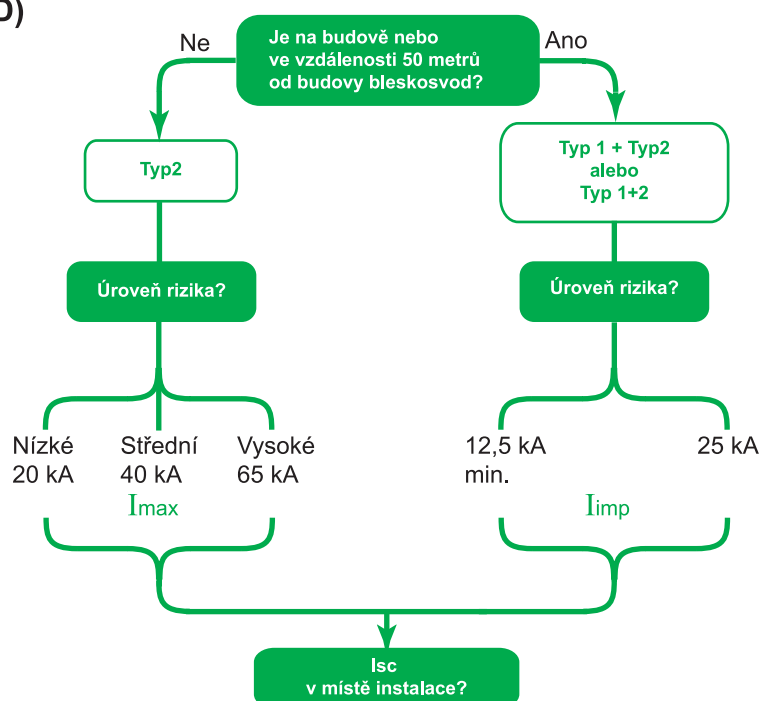 D)
Je na budově nebo
ve vzdálenosti 50 metrů
od budovy bleskosvod?
Ne
Ano
Typ2
Typ 1 + Typ2
alebo
Typ 1+2
Úroveň rizika?
Úroveň rizika?
Nízké
20 kA
Střední
40 kA
Vysoké
65 kA
Imax
12,5 kA
min.
25 kA
Iimp
Isc
v místě instalace?